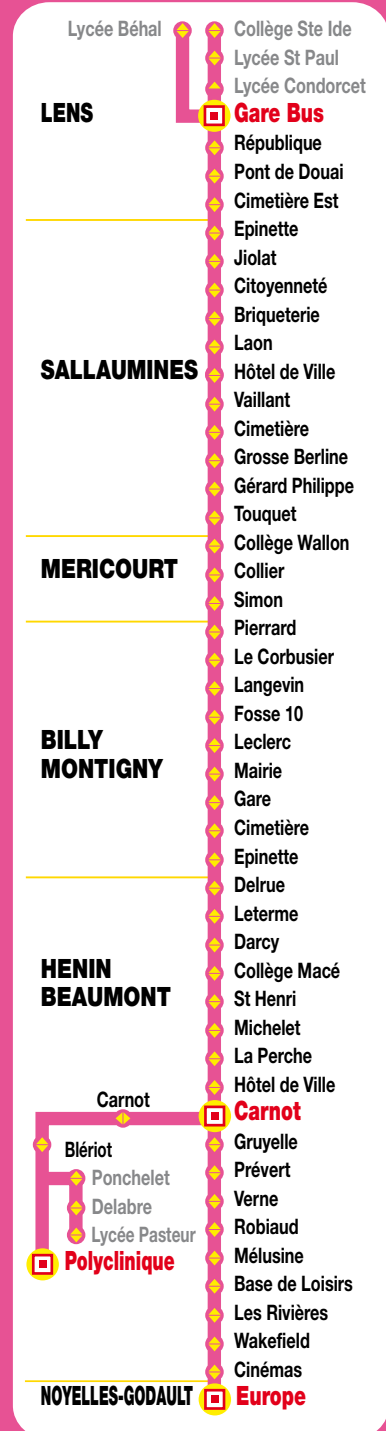 Lycée Béhal
Collège Ste Ide
Lycée St Paul
Lycée Condorcet
LENS
Gare Bus
République
Pont de Douai
Cimetière Est
Epinette
Jiolat
Citoyenneté
Briqueterie
Laon
SALLAUMINES
Hôtel de Ville
Vaillant
Cimetière
Grosse Berline
Gérard Philippe
Touquet
Collège Wallon
MERICOURT
Collier
Simon
Pierrard
Le Corbusier
Langevin
Fosse 10
BILLY
MONTIGNY
Leclerc
Mairie
Gare
Cimetière
Epinette
Delrue
Leterme
Darcy
HENIN
BEAUMONT
Collège Macé
St Henri
Michelet
La Perche
Hôtel de Ville
Carnot
Carnot
Blériot
Ponchelet
Delabre
Lycée Pasteur
Polyclinique
Gruyelle
Prévert
Verne
Robiaud
Mélusine
Base de Loisirs
Les Rivières
Wakefield
Cinémas
NOYELLES-GODAULT
Europe